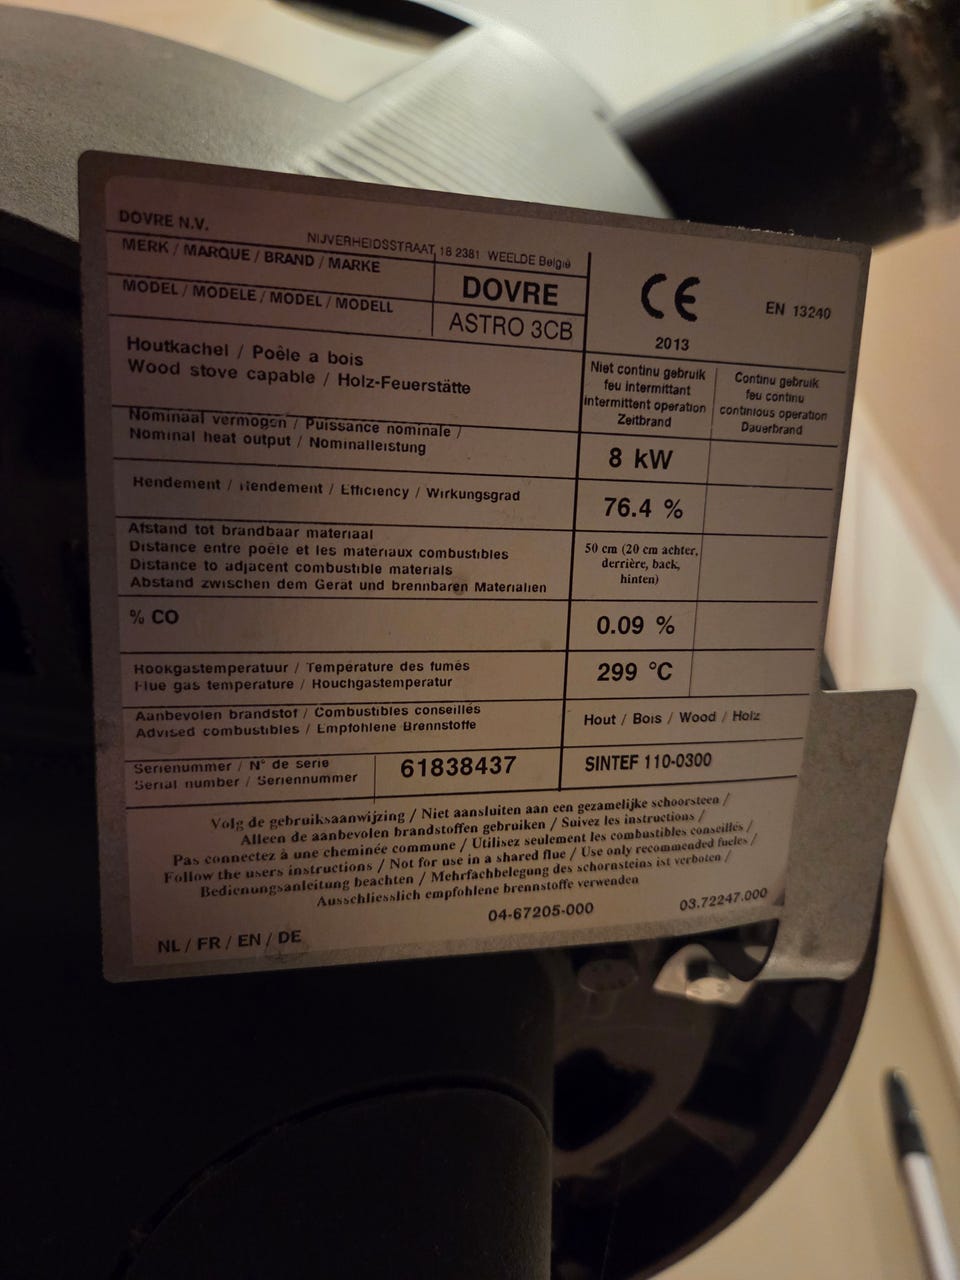 DOVRE N.V.
NIJVERHEIDSSTRAAT 18 2381 WEELDE België
MERK / MARQUE / BRAND / MARKE
DOVRE
MODEL / MODELE / MODEL / MODELL
ASTRO 3CB
CE
EN 13240
2013
Houtkachel / Poêle a bois
Wood stove capable / Holz-Feuerstätte
Niet continu gebruik
feu intermittant
intermittent operation
Zeitbrand
Continu gebruik
feu continu
continious operation
Dauerbrand
Nominaal vermogen / Puissance nominale /
Nominal heat output / Nominalleistung
8 kW
Rendement / Rendement / Efficiency / Wirkungsgrad
76.4 %
Afstand tot brandbaar materiaal
Distance entre poêle et les materiaux combustibles
Distance to adjacent combustible materials
Abstand zwischen dem Gerät und brennbaren Materialien
50 cm (20 cm achter,
derrière, back,
hinten)
% CO
0.09 %
Rookgastemperatuur / Température des fumés
Flue gas temperature / Rouchgastemperatur
299 °C
Aanbevolen brandstof / Combustibles conseillés
Advised combustibles / Empfohlene Brennstoffe
Hout / Bois / Wood / Holz
Serienummer / N° de serie
Serial number / Seriennummer
61838437
SINTEF 110-0300
Volg de gebruiksaanwijzing / Niet aansluiten aan een gezamelijke schoorsteen /
Alleen de aanbevolen brandstoffen gebruiken / Suivez les instructions /
Pas connectez à une cheminée commune / Utilisez seulement les combustibles conseillés /
Follow the users instructions / Not for use in a shared flue / Use only recommended fueles /
Bedienungsanleitung beachten / Mehrfachbelegung des schornsteins ist verboten /
Ausschliesslich empfohlene brennstoffe verwenden
04-67205-000
03.72247.000
NL / FR / EN / DE